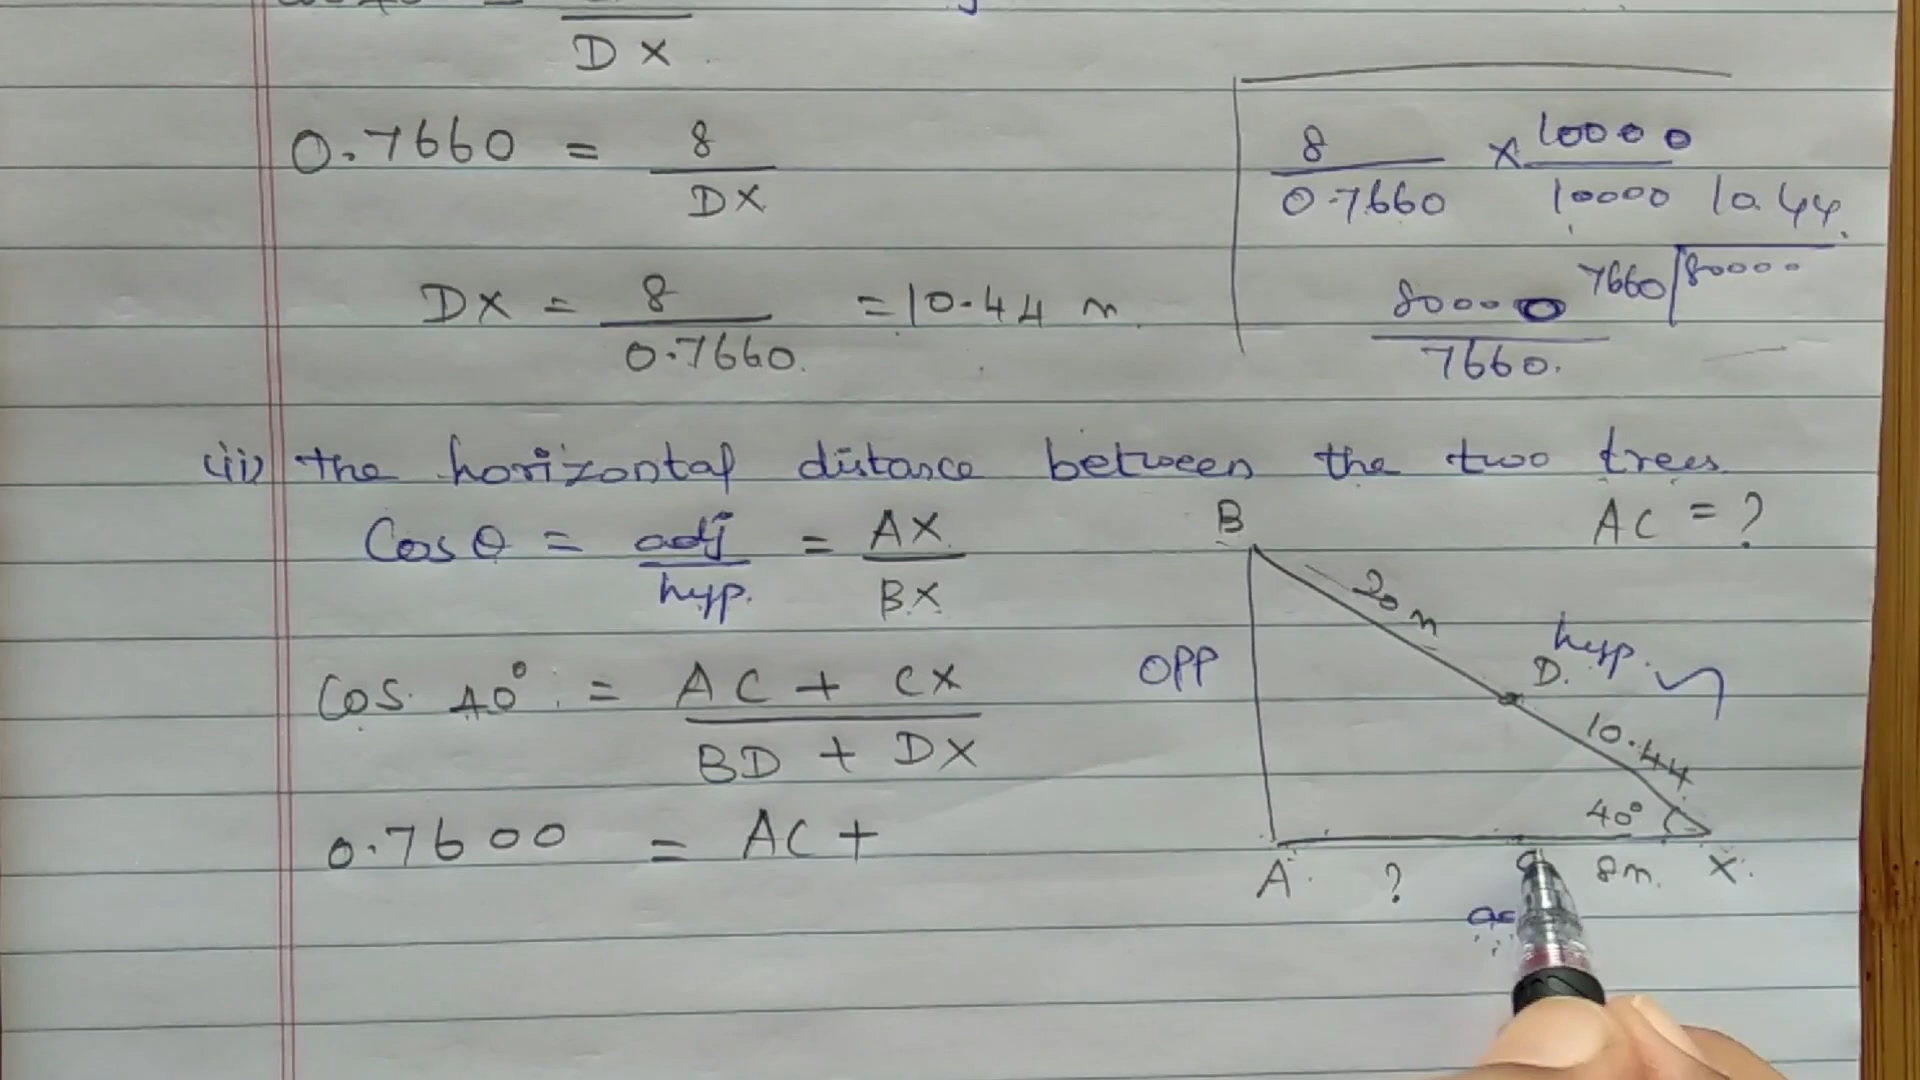 DX
0.7660 = 8 / DX
DX = 8 / 0.7660. = 10.44 m
8 / 0.7660 × 10000 / 10000
10.44
7660 80000
80000 / 7660.
(ii) the horizontal distance between the two trees
AC = ?
Cos θ = adj / hyp. = AX / BX
Cos 40° = AC + CX / BD + DX
0.7600 = AC +
B
20 m
hyp.
D.
OPP
10.44
40°
A ? 8m. X.